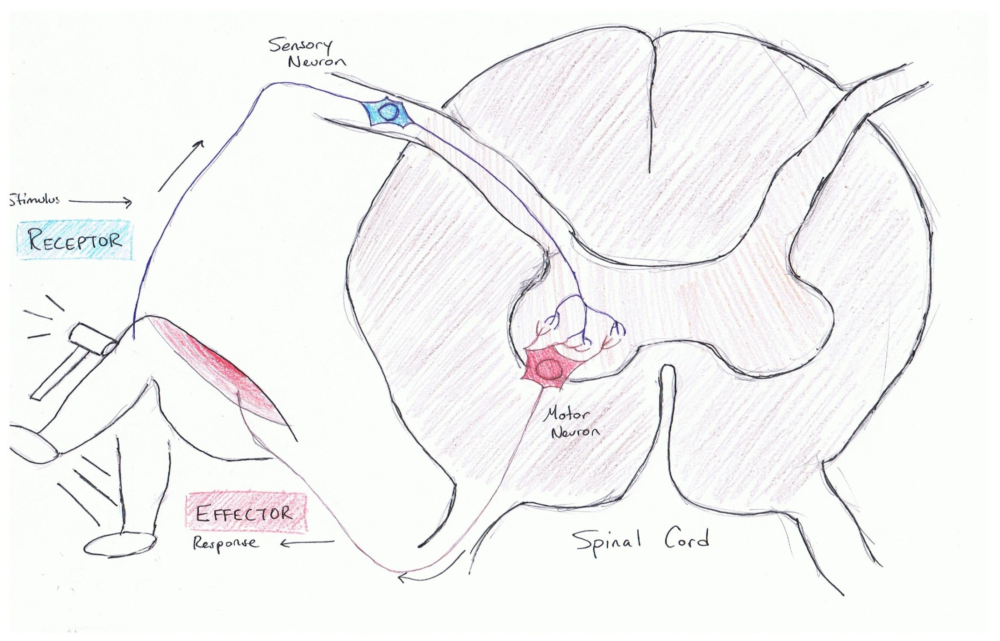 Sensory
Neuron
Stimulus
RECEPTOR
Motor
Neuron
EFFECTOR
Response
Spinal Cord